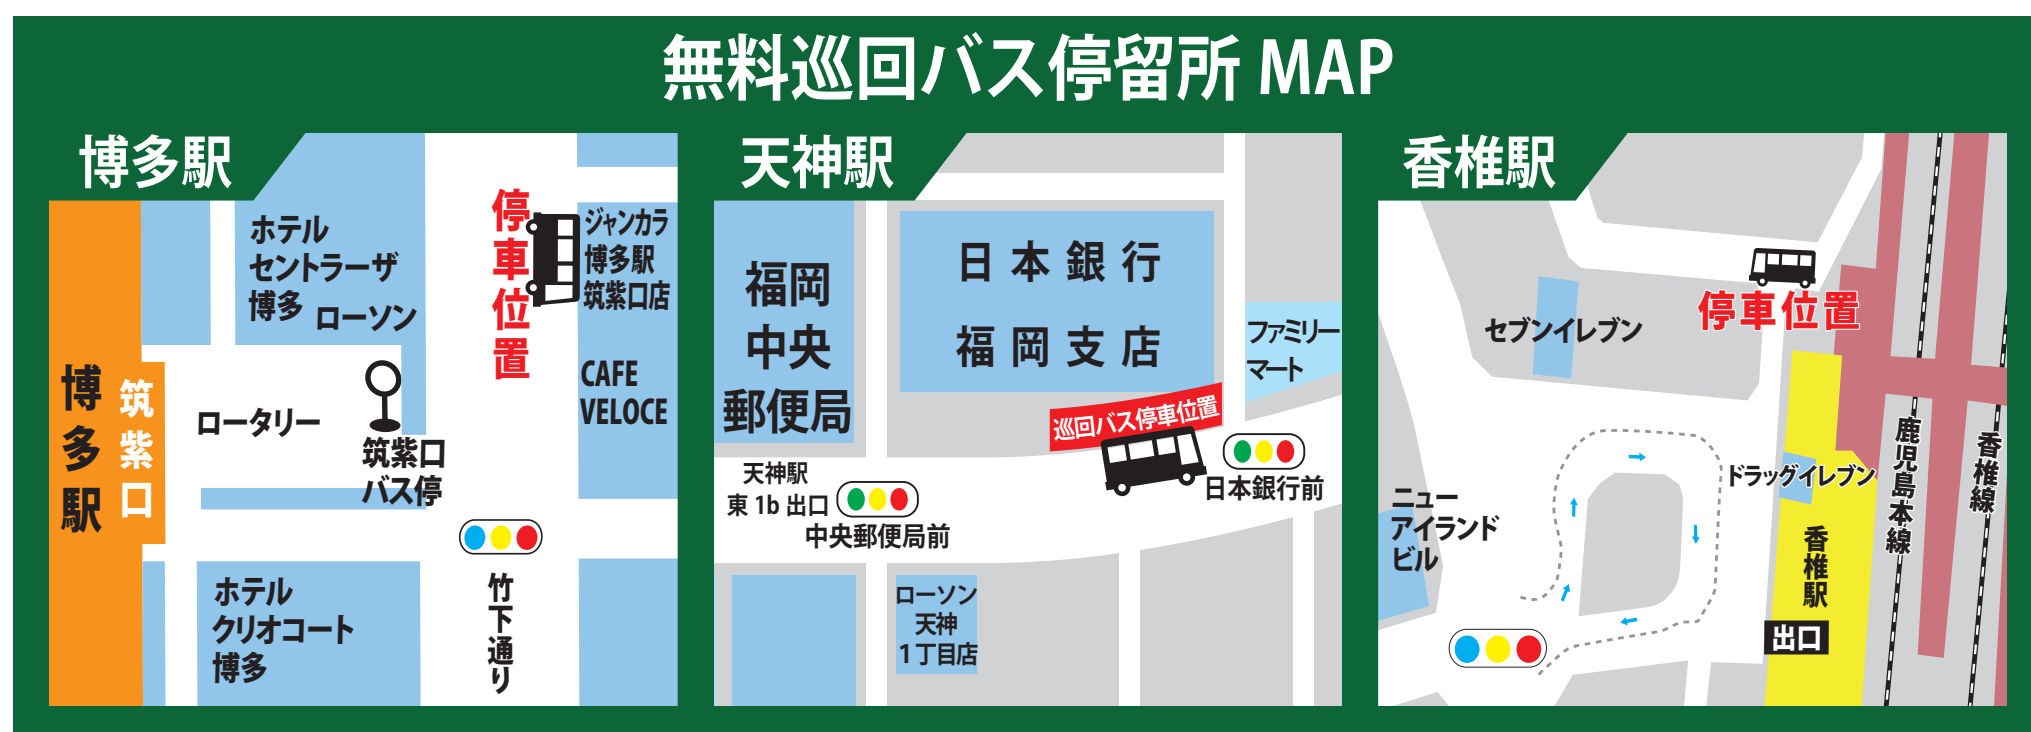 無料巡回バス停留所 MAP
博多駅
ホテル
セントラーザ
博多
ローソン
停車位置
ジャンカラ
博多駅
筑紫口店
CAFE
VELOCE
博多駅
筑紫口
ロータリー
筑紫口
バス停
ホテル
クリオコート
博多
竹下通り
天神駅
福岡
中央
郵便局
日本銀行
福岡支店
ファミリー
マート
巡回バス停車位置
天神駅
東 1b 出口
中央郵便局前
日本銀行前
ローソン
天神
1丁目店
香椎駅
停車位置
セブンイレブン
ドラッグイレブン
鹿児島本線
香椎線
ニュー
アイランド
ビル
香椎駅
出口